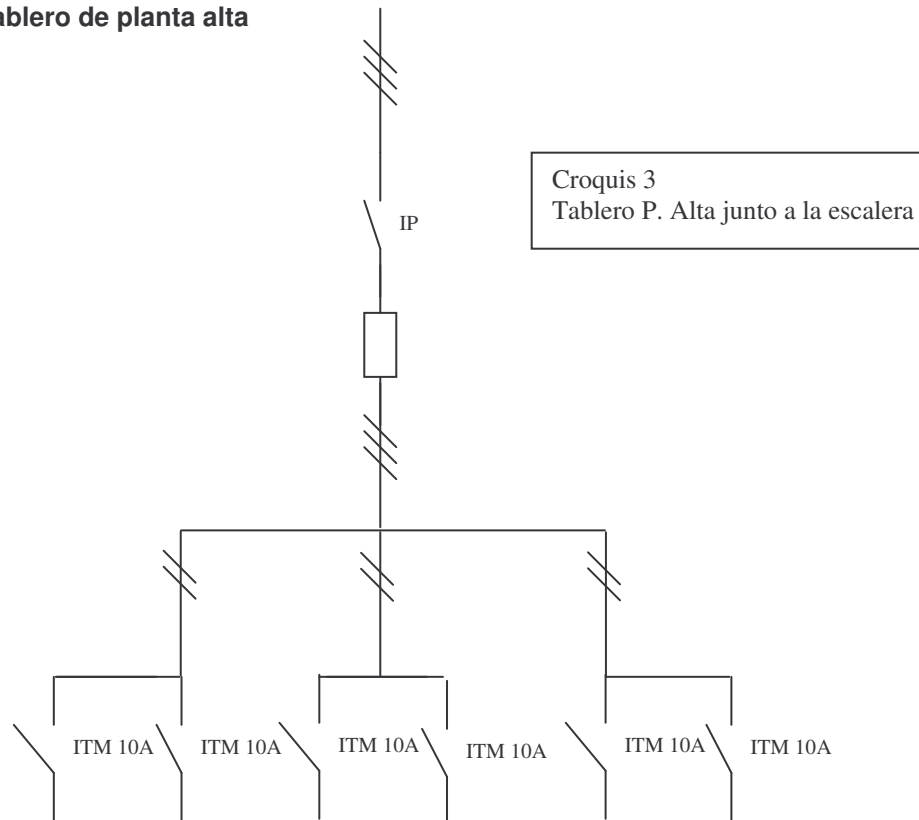 ablero de planta alta
Croquis 3
Tablero P. Alta junto a la escalera
IP
ITM 10A
ITM 10A
ITM 10A
ITM 10A
ITM 10A
ITM 10A